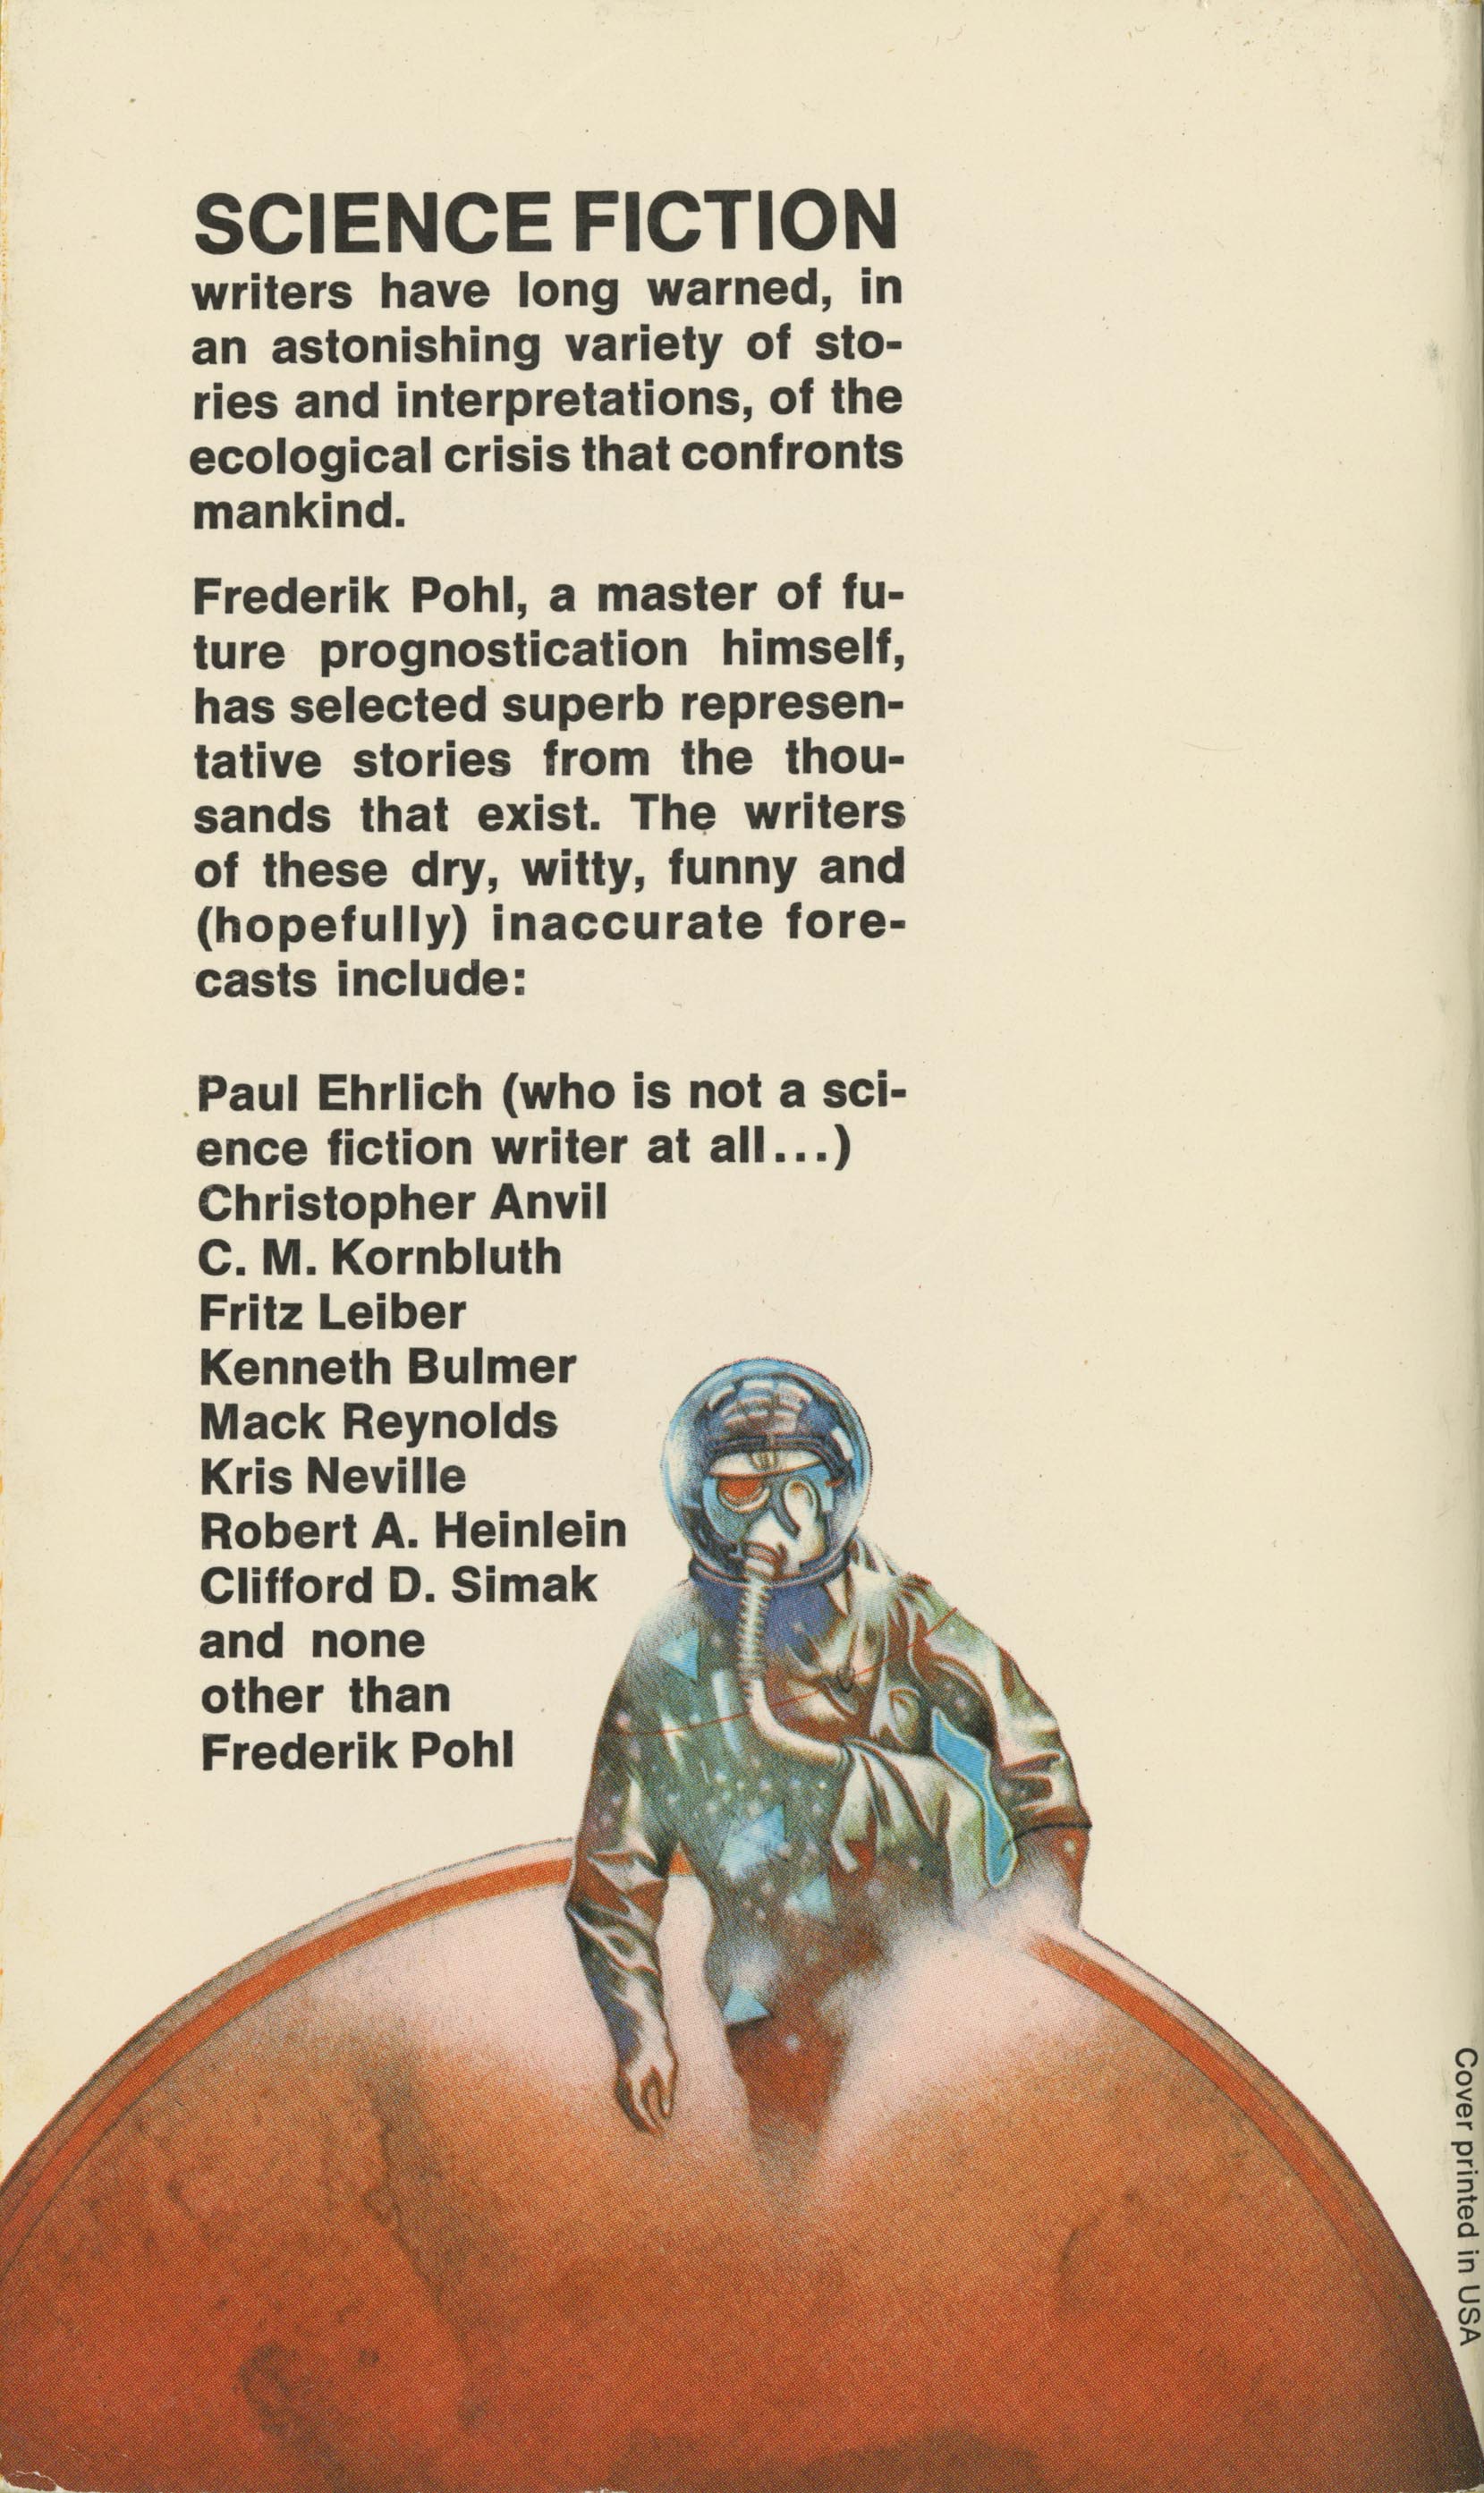 SCIENCE FICTION
writers have long warned, in
an astonishing variety of sto-
ries and interpretations, of the
ecological crisis that confronts
mankind.
Frederik Pohl, a master of fu-
ture prognostication himself,
has selected superb represen-
tative stories from the thou-
sands that exist. The writers
of these dry, witty, funny and
(hopefully) inaccurate fore-
casts include:
Paul Ehrlich (who is not a sci-
ence fiction writer at all...)
Christopher Anvil
C. M. Kornbluth
Fritz Leiber
Kenneth Bulmer
Mack Reynolds
Kris Neville
Robert A. Heinlein
Clifford D. Simak
and none
other than
Frederik Pohl
Cover printed in USA